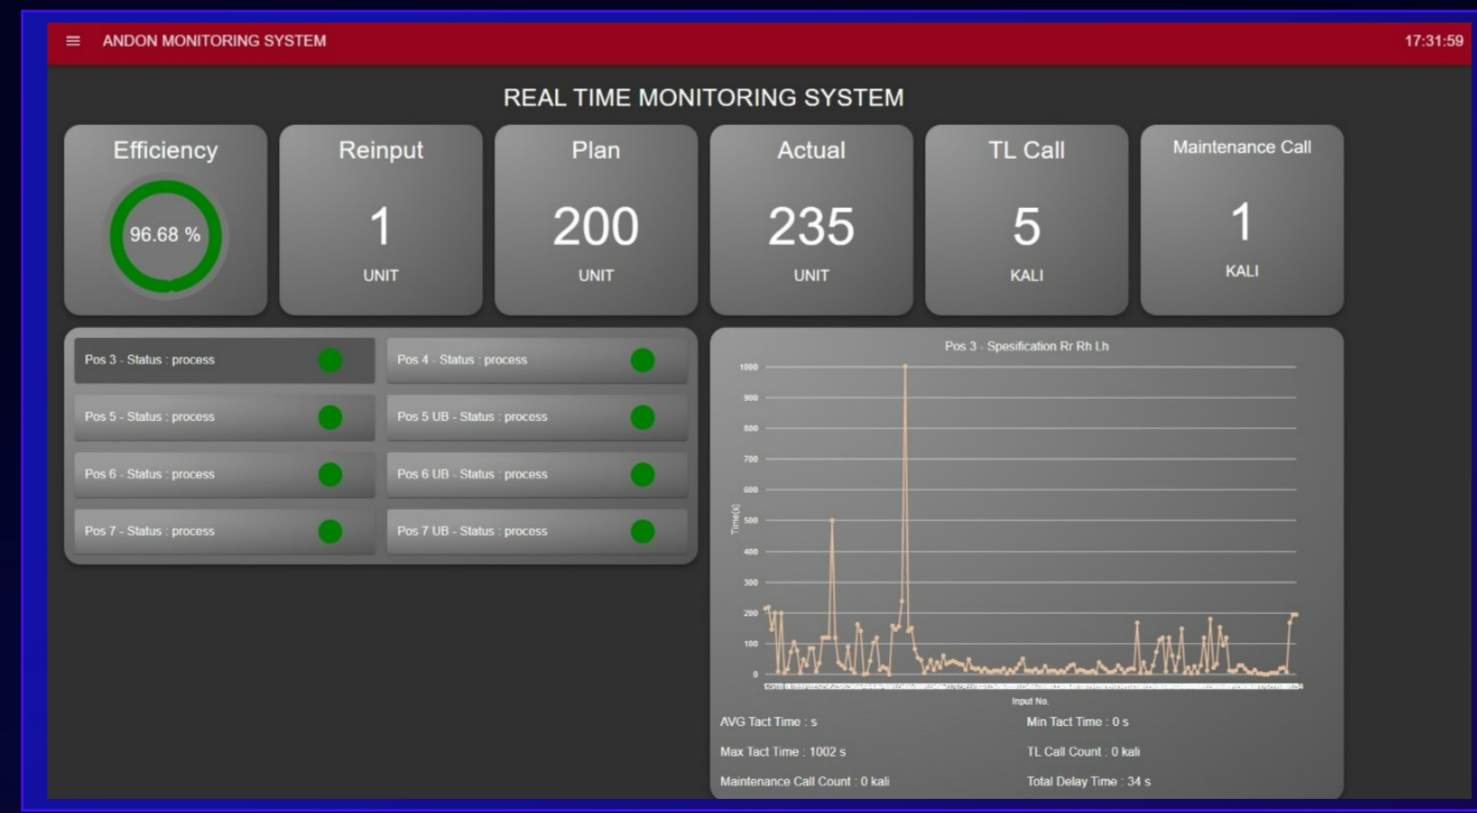 ANDON MONITORING SYSTEM
17:31:59
REAL TIME MONITORING SYSTEM
Efficiency
96.68 %
Reinput
1
UNIT
Plan
200
UNIT
Actual
235
UNIT
TL Call
5
KALI
Maintenance Call
1
KALI
Pos 3 - Status : process
Pos 4 - Status : process
Pos 5 - Status : process
Pos 5 UB - Status : process
Pos 6 - Status : process
Pos 6 UB - Status : process
Pos 7 - Status : process
Pos 7 UB - Status : process
Pos 3 - Spesification Rr Rh Lh
1000
900
800
700
600
500
400
300
200
100
0
Time(s)
Input No.
AVG Tact Time : s
Min Tact Time : 0 s
Max Tact Time : 1002 s
TL Call Count : 0 kali
Maintenance Call Count : 0 kali
Total Delay Time : 34 s